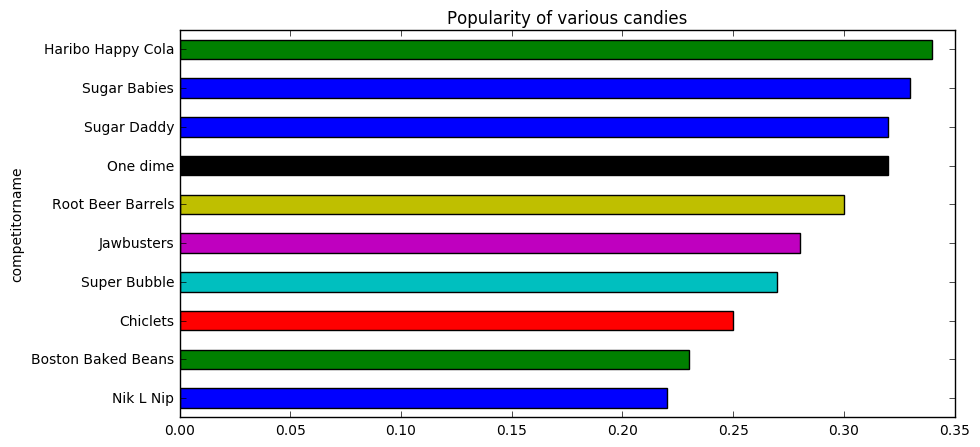 Popularity of various candies
competitorname
Haribo Happy Cola
Sugar Babies
Sugar Daddy
One dime
Root Beer Barrels
Jawbusters
Super Bubble
Chiclets
Boston Baked Beans
Nik L Nip
0.00 0.05 0.10 0.15 0.20 0.25 0.30 0.35